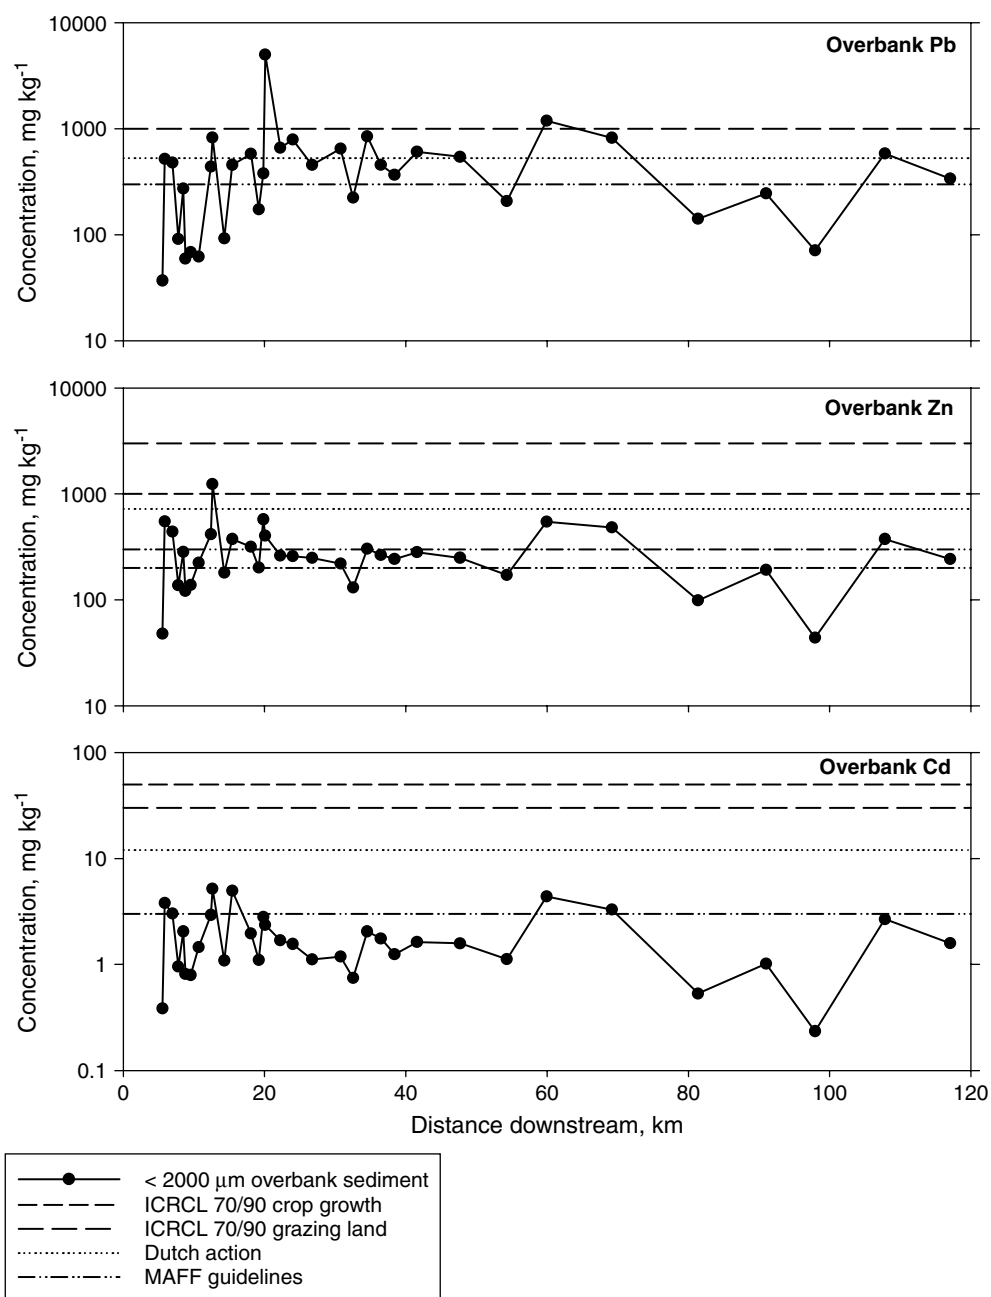 10000
1000
100
10
Concentration, mg kg-1
Overbank Pb
10000
1000
100
10
Concentration, mg kg-1
Overbank Zn
100
10
1
0.1
Concentration, mg kg-1
Overbank Cd
0 20 40 60 80 100 120
Distance downstream, km
< 2000 μm overbank sediment
ICRCL 70/90 crop growth
ICRCL 70/90 grazing land
Dutch action
MAFF guidelines